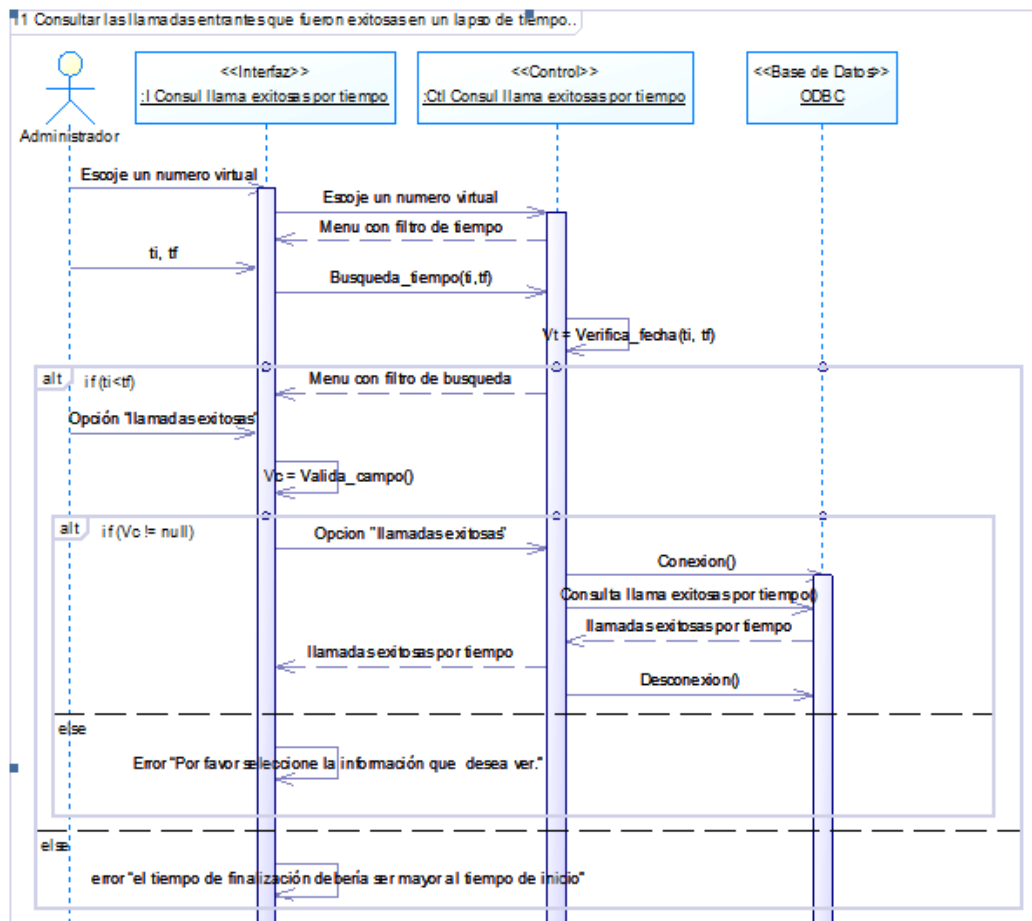 11 Consultar las llamadas entrantes que fueron exitosas en un lapso de tiempo..
<<Interfaz>>
:I Consul llama exitosas por tiempo
<<Control>>
:Ctl Consul llama exitosas por tiempo
<<Base de Datos>>
ODBC
Administrador
Escoje un numero virtual
Escoje un numero virtual
Menu con filtro de tiempo
ti, tf
Busqueda_tiempo(ti,tf)
Vt = Verifica_fecha(ti, tf)
alt
if (ti<tf)
Menu con filtro de busqueda
Opción "llamadas exitosas"
Vc = Valida_campo()
alt
if (Vc != null)
Opcion "llamadas exitosas"
Conexion()
Consulta llama exitosas por tiempo()
llamadas exitosas por tiempo
llamadas exitosas por tiempo
Desconexion()
else
Error "Por favor seleccione la información que desea ver."
else
error "el tiempo de finalización debería ser mayor al tiempo de inicio"